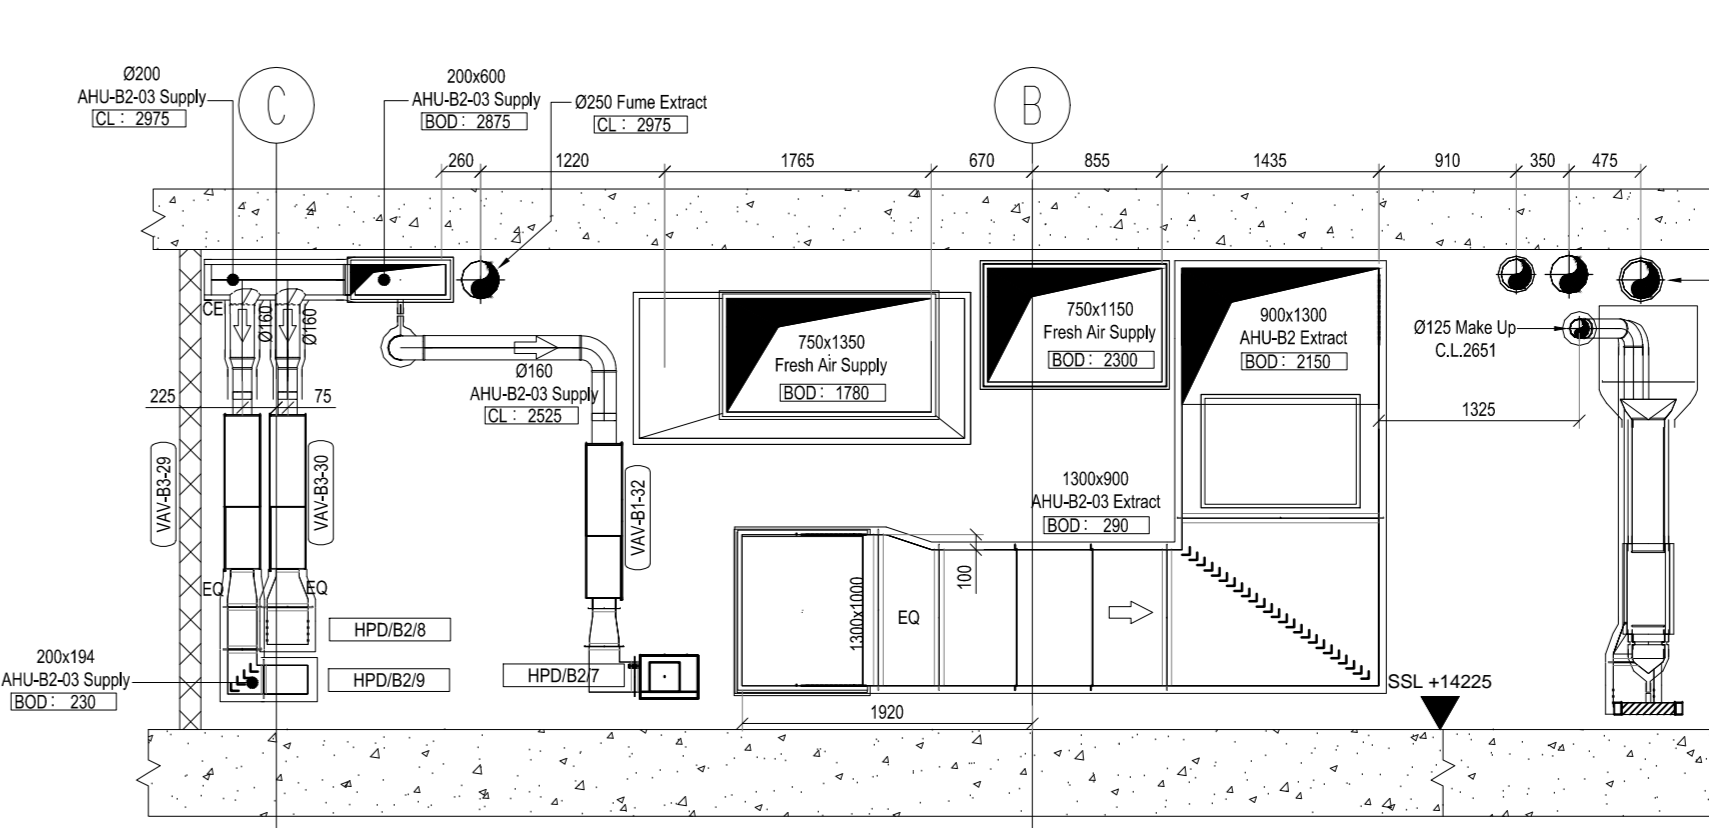 Ø200
AHU-B2-03 Supply
CL: 2975
C
200x600
AHU-B2-03 Supply
BOD: 2875
Ø250 Fume Extract
CL: 2975
B
260
1220
1765
670
855
1435
910
350
475
CE
Ø160
Ø160
750x1350
Fresh Air Supply
BOD: 1780
750x1150
Fresh Air Supply
BOD: 2300
900x1300
AHU-B2 Extract
BOD: 2150
Ø125 Make Up
C.L.2651
Ø160
AHU-B2-03 Supply
CL: 2525
225
75
1325
VAV-B3-29
VAV-B3-30
VAV-B1-32
1300x900
AHU-B2-03 Extract
BOD: 290
100
EQ
EQ
1300x1000
EQ
HPD/B2/8
200x194
AHU-B2-03 Supply
BOD: 230
HPD/B2/9
HPD/B2/7
SSL +14225
1920